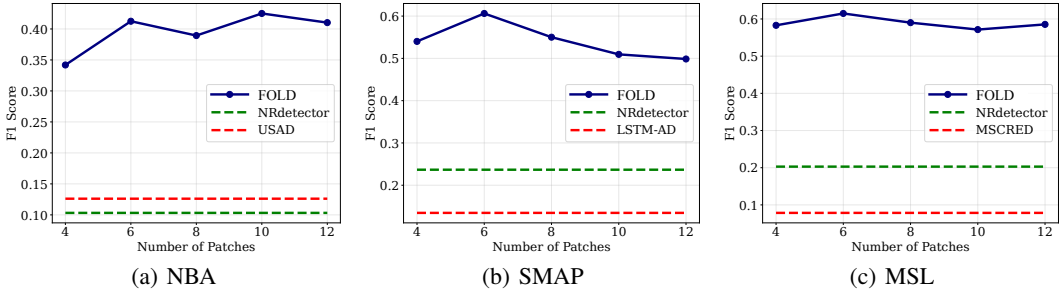 0.40
0.35
0.30
0.25
0.20
0.15
0.10
F1 Score
4 6 8 10 12
Number of Patches
FOLD
NRdetector
USAD
(a) NBA
0.6
0.5
0.4
0.3
0.2
F1 Score
4 6 8 10 12
Number of Patches
FOLD
NRdetector
LSTM-AD
(b) SMAP
0.6
0.5
0.4
0.3
0.2
0.1
F1 Score
4 6 8 10 12
Number of Patches
FOLD
NRdetector
MSCRED
(c) MSL